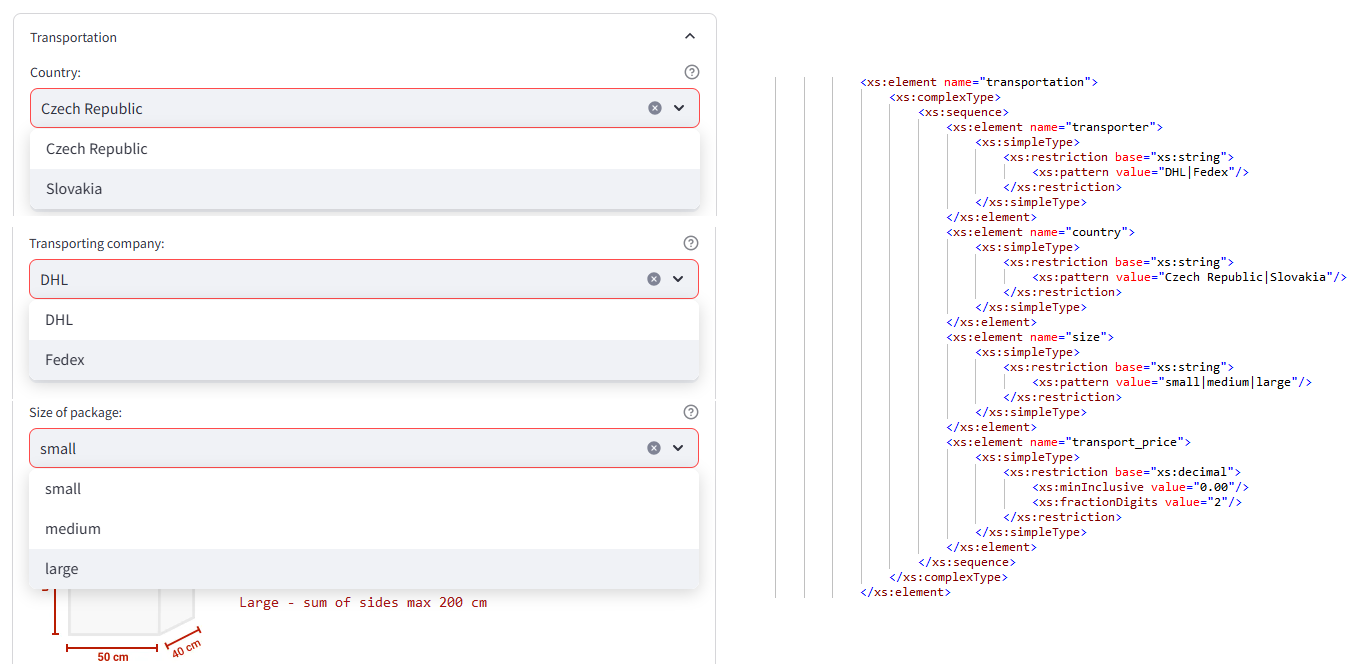 Transportation
Country:
Czech Republic
Czech Republic
Slovakia
Transporting company:
DHL
DHL
Fedex
Size of package:
small
small
medium
large
Large - sum of sides max 200 cm
50 cm
40 cm
<xs:element name="transportation">
<xs:complexType>
<xs:sequence>
<xs:element name="transporter">
<xs:simpleType>
<xs:restriction base="xs:string">
<xs:pattern value="DHL|Fedex"/>
</xs:restriction>
</xs:simpleType>
</xs:element>
<xs:element name="country">
<xs:simpleType>
<xs:restriction base="xs:string">
<xs:pattern value="Czech Republic|Slovakia"/>
</xs:restriction>
</xs:simpleType>
</xs:element>
<xs:element name="size">
<xs:simpleType>
<xs:restriction base="xs:string">
<xs:pattern value="small|medium|large"/>
</xs:restriction>
</xs:simpleType>
</xs:element>
<xs:element name="transport_price">
<xs:simpleType>
<xs:restriction base="xs:decimal">
<xs:minInclusive value="0.00"/>
<xs:fractionDigits value="2"/>
</xs:restriction>
</xs:simpleType>
</xs:element>
</xs:sequence>
</xs:complexType>
</xs:element>